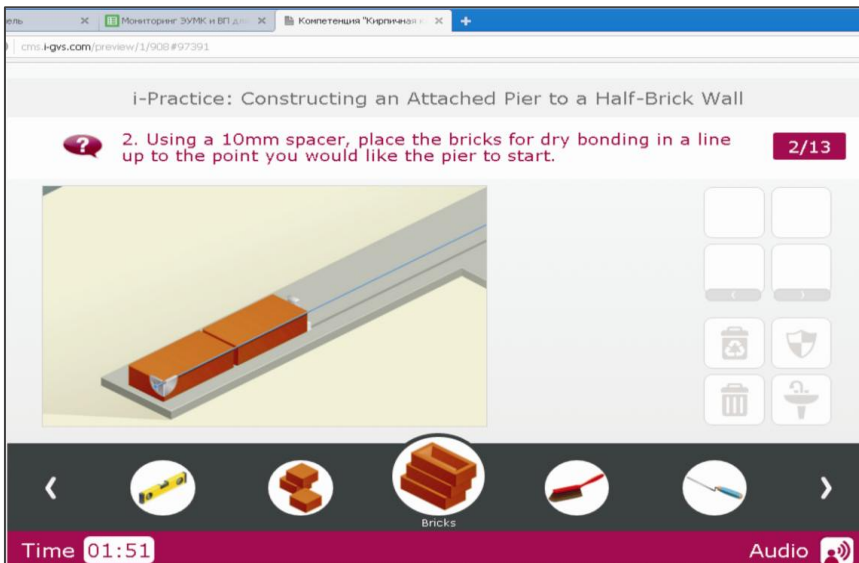 ель
Мониторинг ЭУМК и ВП дл
Компетенция "Кирпичная к
cms.i-gvs.com/preview/1/908#97391
i-Practice: Constructing an Attached Pier to a Half-Brick Wall
2. Using a 10mm spacer, place the bricks for dry bonding in a line
up to the point you would like the pier to start.
2/13
Bricks
Time 01:51
Audio